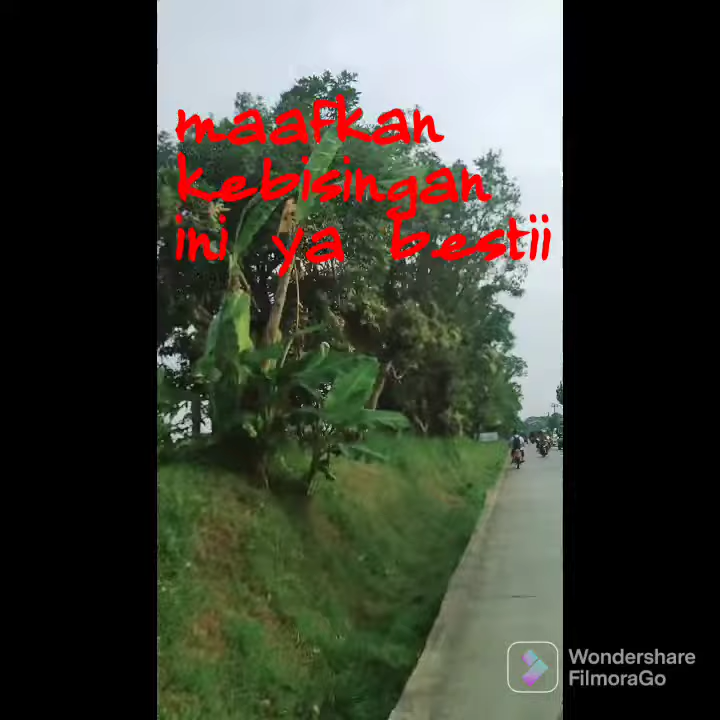 maafkan
kebisingan
ini ya bestii
Wondershare
FilmoraGo